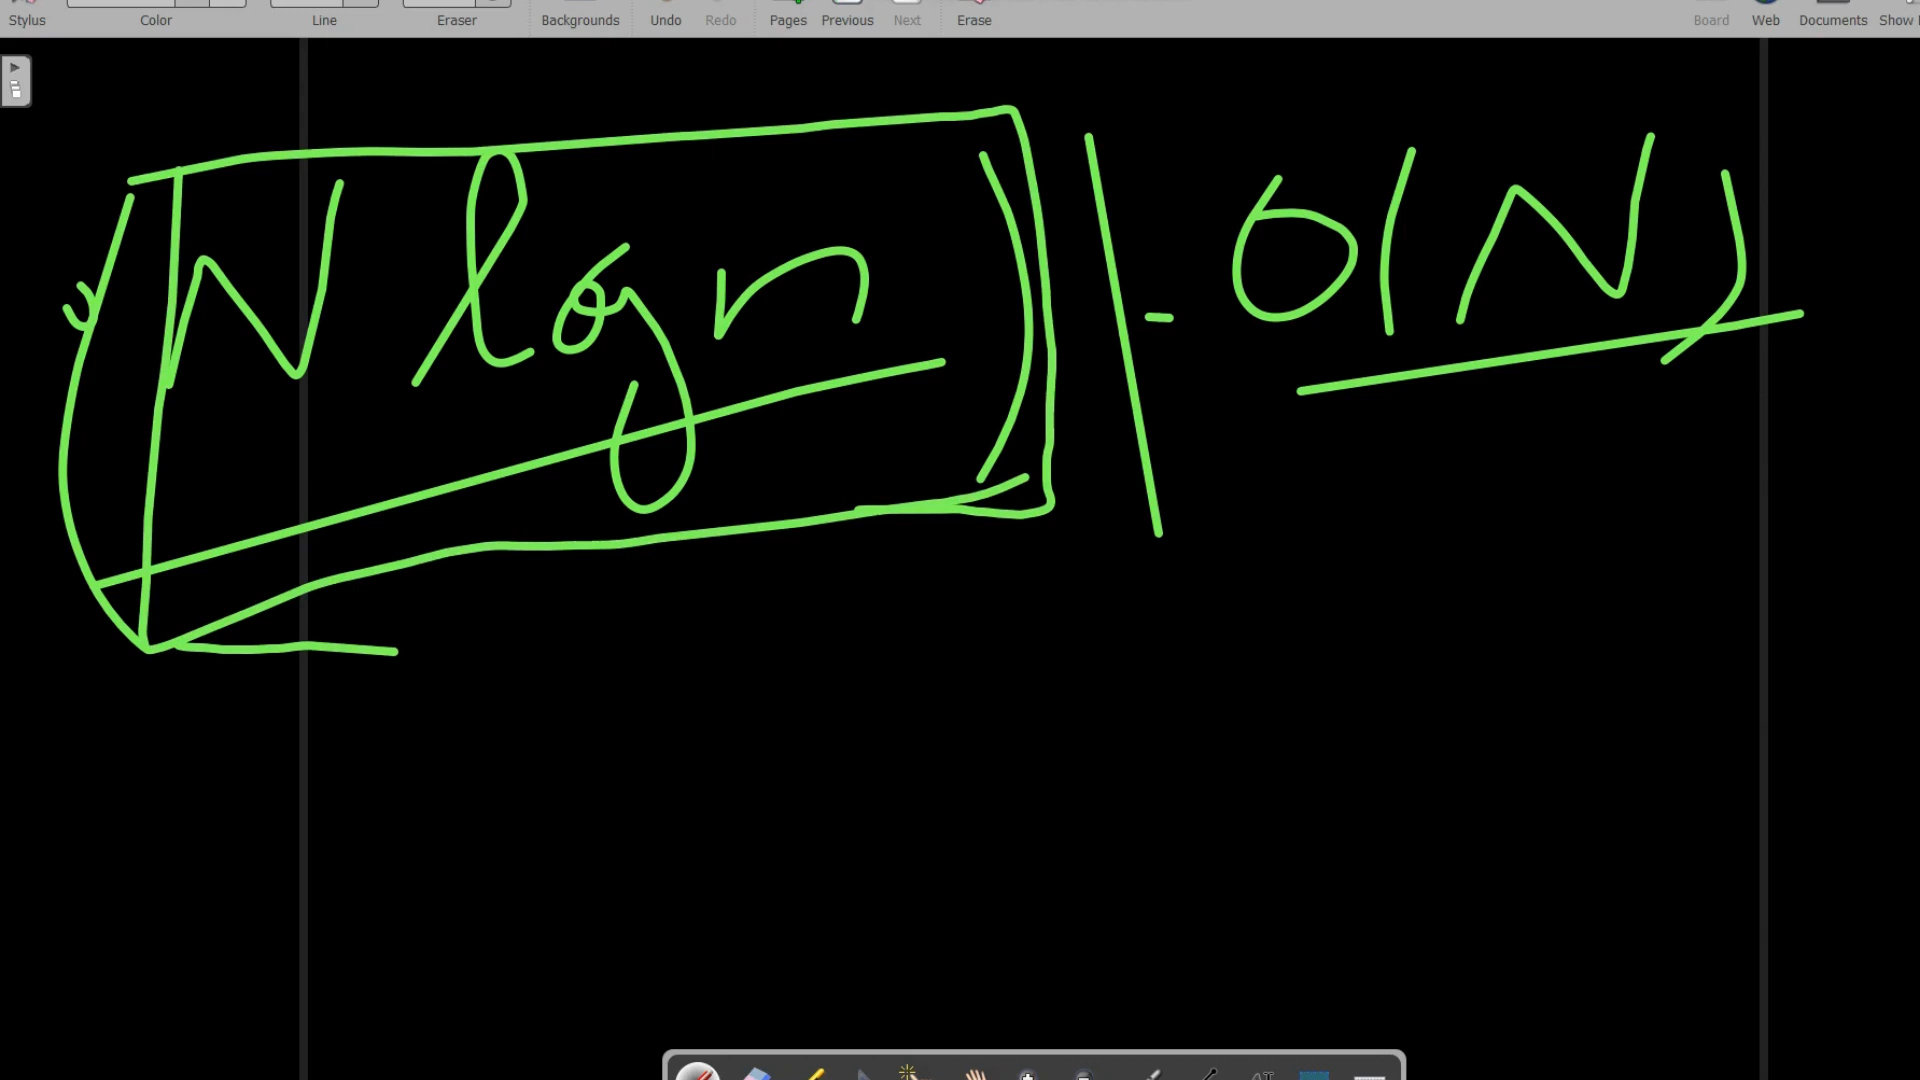 Stylus Color Line Eraser Backgrounds Undo Redo Pages Previous Next Erase Board Web Documents Show
(N logn) | - O(N)